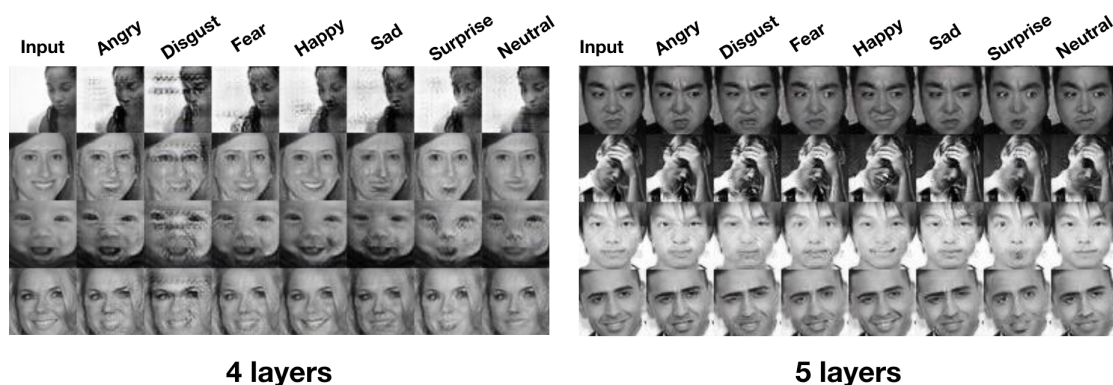 Input Angry Disgust Fear Happy Sad Surprise Neutral
Input Angry Disgust Fear Happy Sad Surprise Neutral
4 layers
5 layers